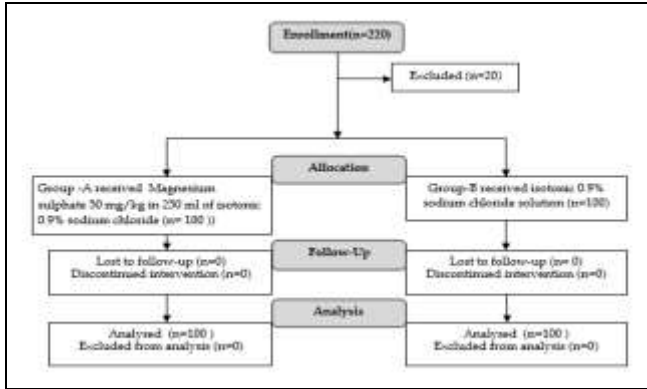 Enrollment(n=220)
Excluded (n=20)
Allocation
Group -A received Magnesium
sulphate 50 mg/kg in 250 ml of isotonic
0.9% sodium chloride (n= 100 ))
Group-B received isotonic 0.9%
sodium chloride solution (n=100)
Follow-Up
Lost to follow-up (n=0)
Discontinued intervention (n=0)
Lost to follow-up (n= 0)
Discontinued intervention (n=0)
Analysis
Analysed (n=100 )
Excluded from analysis (n=0)
Analysed (n=100 )
Excluded from analysis (n=0)